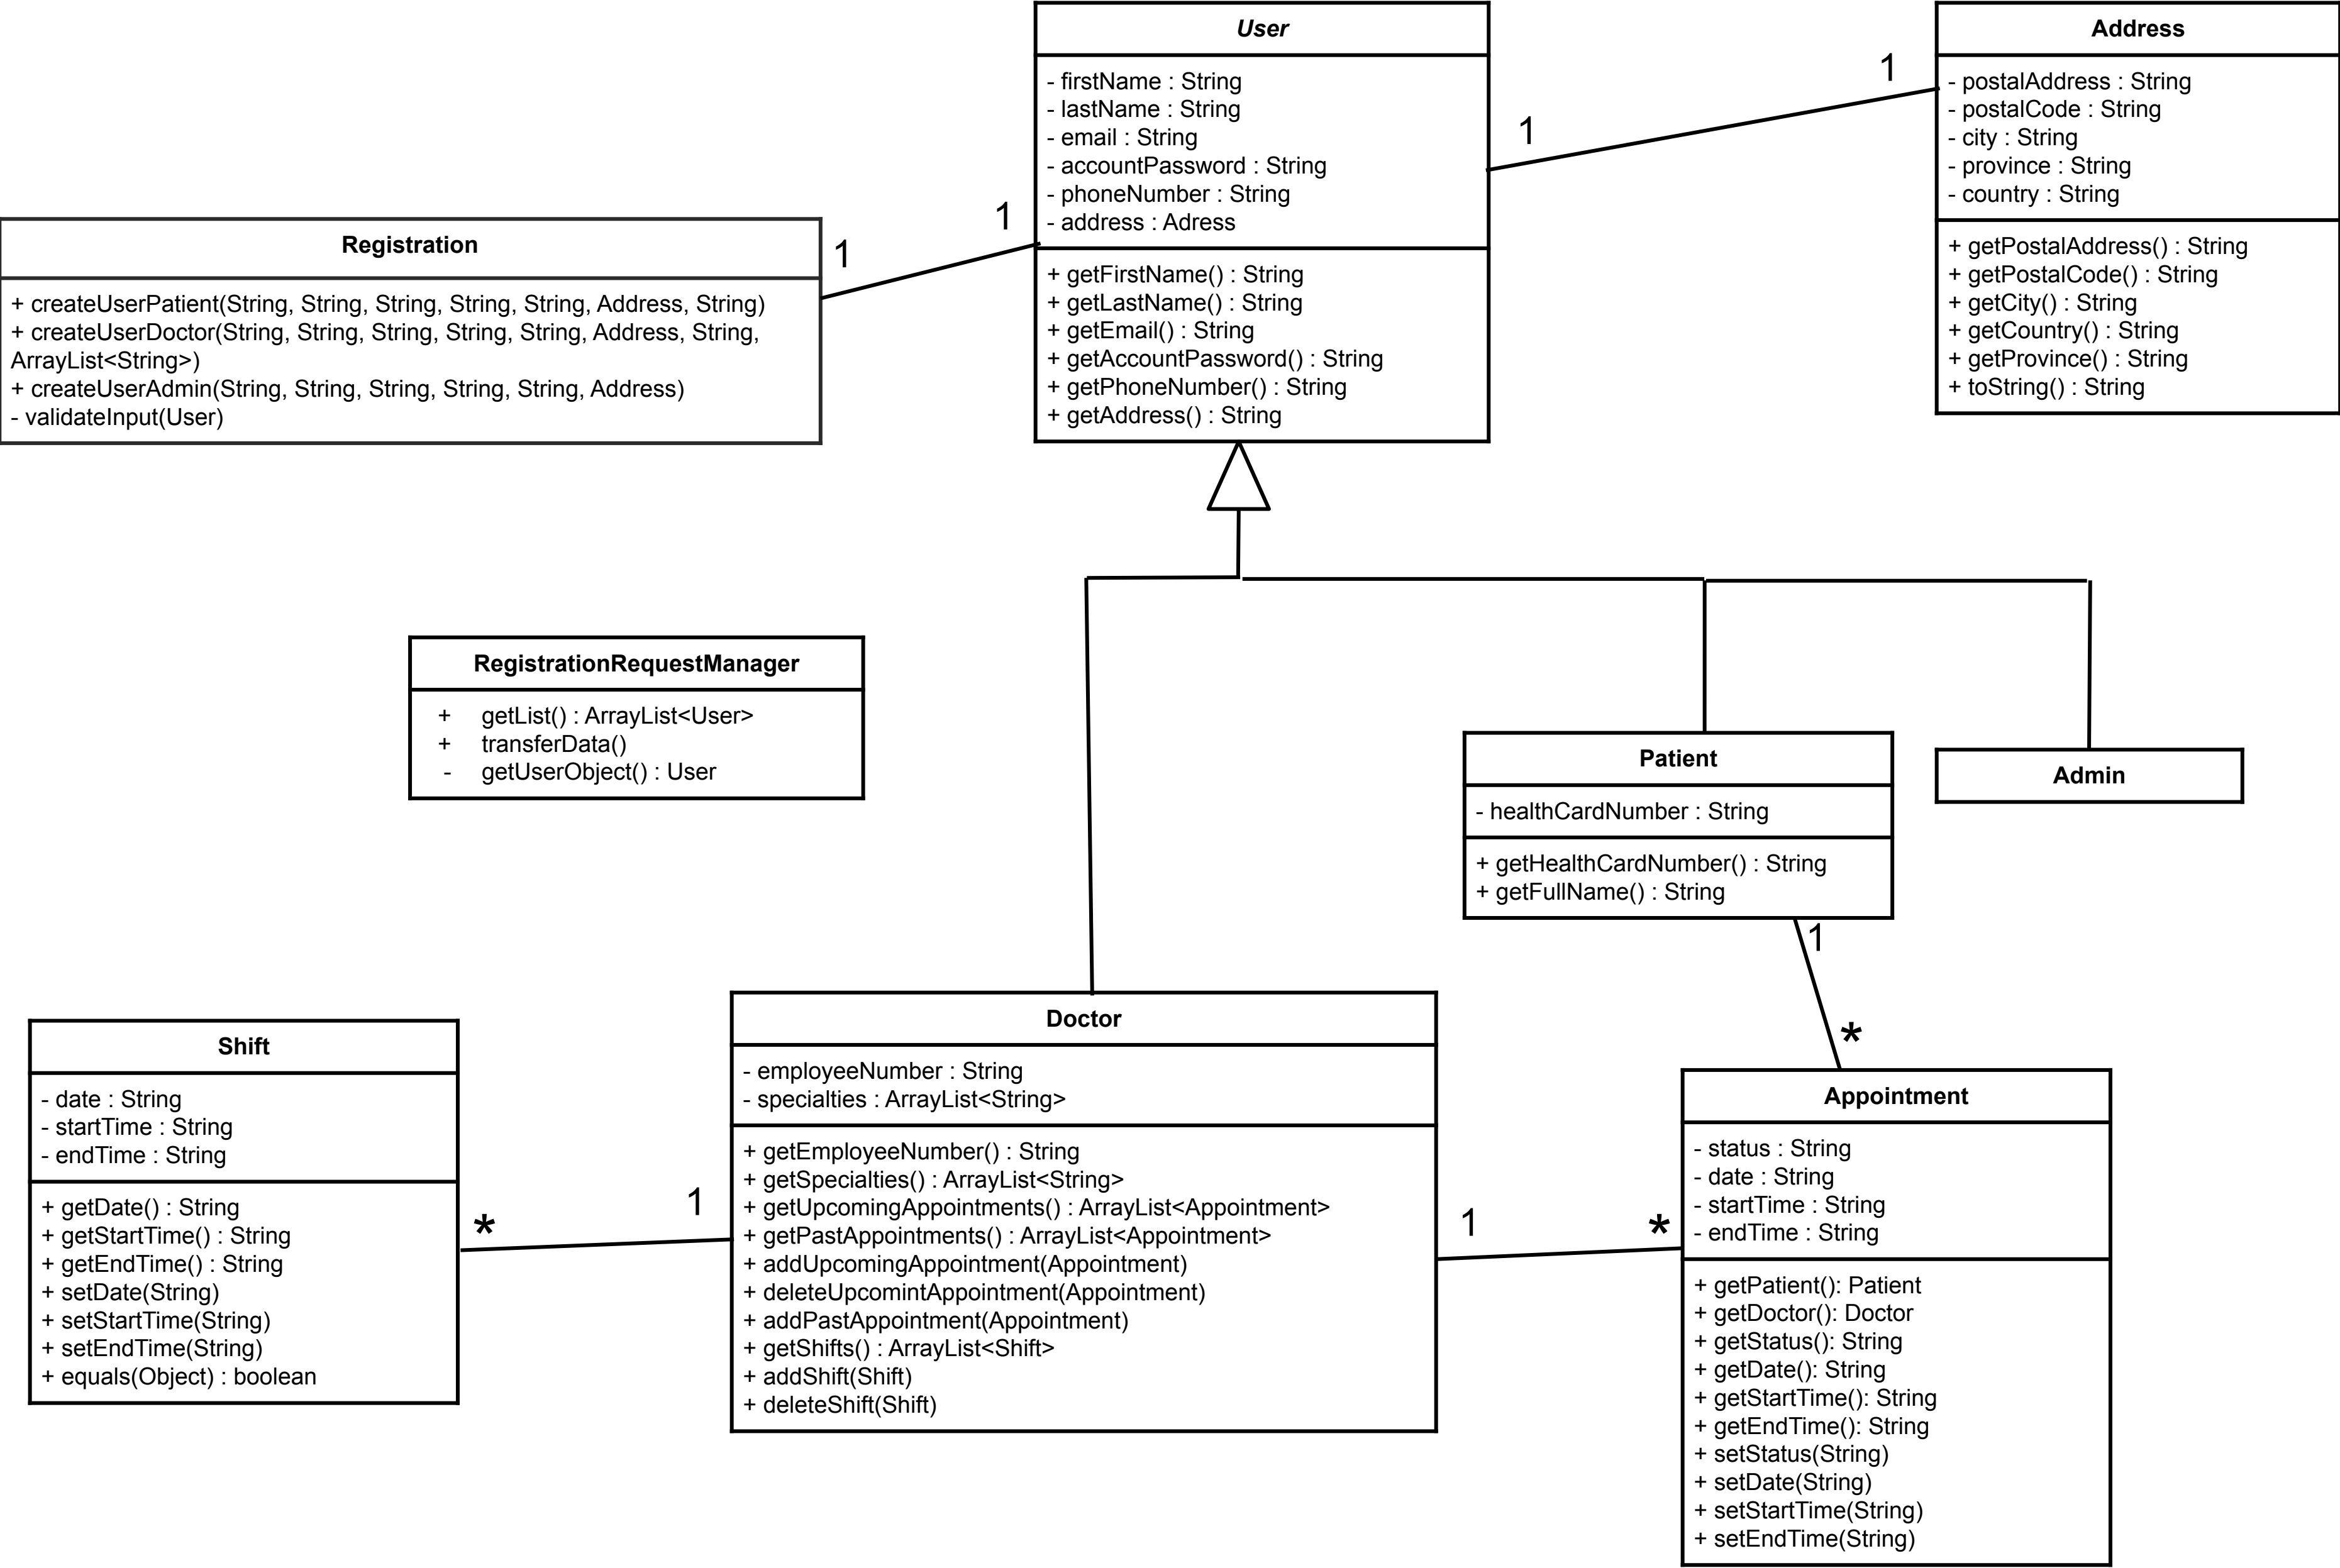 User
- firstName : String
- lastName : String
- email : String
- accountPassword : String
- phoneNumber : String
- address : Adress
+ getFirstName() : String
+ getLastName() : String
+ getEmail() : String
+ getAccountPassword() : String
+ getPhoneNumber() : String
+ getAddress() : String
Address
- postalAddress : String
- postalCode : String
- city : String
- province : String
- country : String
+ getPostalAddress() : String
+ getPostalCode() : String
+ getCity() : String
+ getCountry() : String
+ getProvince() : String
+ toString() : String
1
1
1
1
Registration
+ createUserPatient(String, String, String, String, String, Address, String)
+ createUserDoctor(String, String, String, String, String, Address, String,
ArrayList<String>)
+ createUserAdmin(String, String, String, String, String, Address)
- validateInput(User)
RegistrationRequestManager
+ getList() : ArrayList<User>
+ transferData()
- getUserObject() : User
Patient
- healthCardNumber : String
+ getHealthCardNumber() : String
+ getFullName() : String
Admin
1
*
Shift
- date : String
- startTime : String
- endTime : String
+ getDate() : String
+ getStartTime() : String
+ getEndTime() : String
+ setDate(String)
+ setStartTime(String)
+ setEndTime(String)
+ equals(Object) : boolean
*
1
Doctor
- employeeNumber : String
- specialties : ArrayList<String>
+ getEmployeeNumber() : String
+ getSpecialties() : ArrayList<String>
+ getUpcomingAppointments() : ArrayList<Appointment>
+ getPastAppointments() : ArrayList<Appointment>
+ addUpcomingAppointment(Appointment)
+ deleteUpcomintAppointment(Appointment)
+ addPastAppointment(Appointment)
+ getShifts() : ArrayList<Shift>
+ addShift(Shift)
+ deleteShift(Shift)
1
*
Appointment
- status : String
- date : String
- startTime : String
- endTime : String
+ getPatient(): Patient
+ getDoctor(): Doctor
+ getStatus(): String
+ getDate(): String
+ getStartTime(): String
+ getEndTime(): String
+ setStatus(String)
+ setDate(String)
+ setStartTime(String)
+ setEndTime(String)